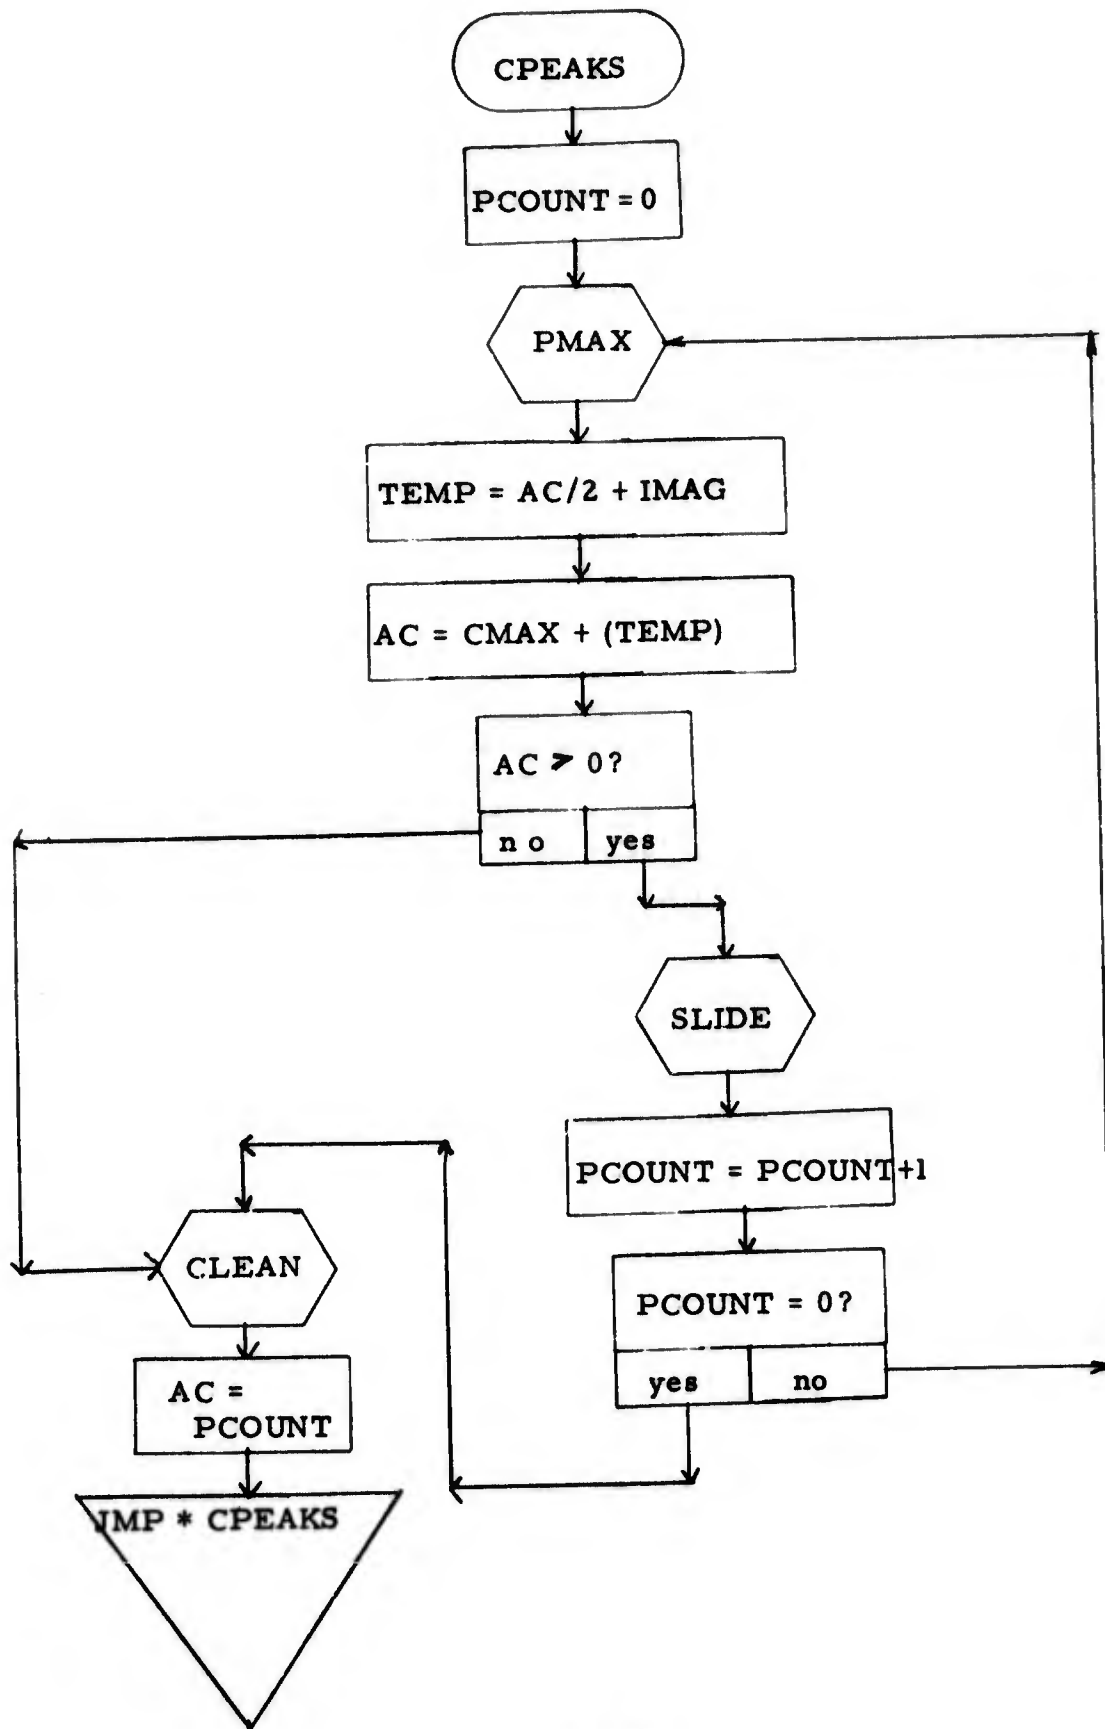 CPEAKS
PCOUNT = 0
PMAX
TEMP = AC/2 + IMAG
AC = CMAX + (TEMP)
AC > 0?
no yes
SLIDE
PCOUNT = PCOUNT+1
CLEAN
PCOUNT = 0?
yes no
AC =
PCOUNT
JMP * CPEAKS